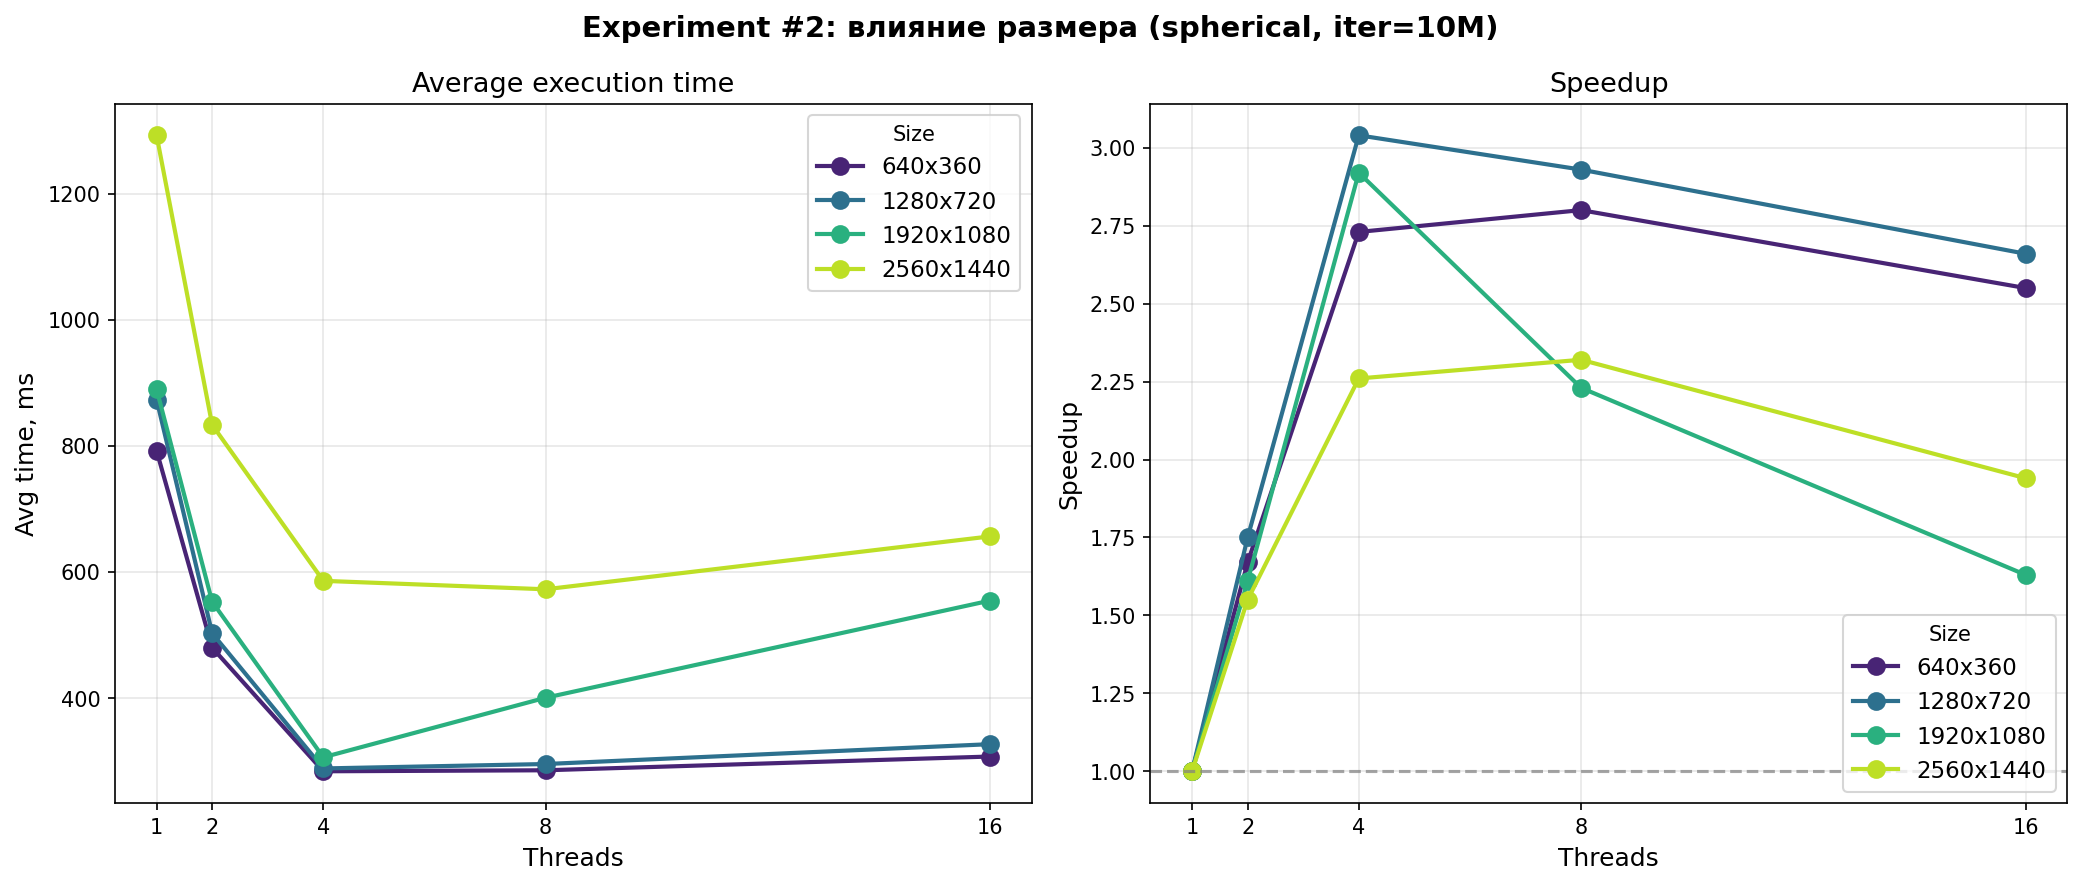 Experiment #2: влияние размера (spherical, iter=10M)
Average execution time
Avg time, ms
1200
1000
800
600
400
1
2
4
8
16
Threads
Size
640x360
1280x720
1920x1080
2560x1440
Speedup
Speedup
3.00
2.75
2.50
2.25
2.00
1.75
1.50
1.25
1.00
1
2
4
8
16
Threads
Size
640x360
1280x720
1920x1080
2560x1440